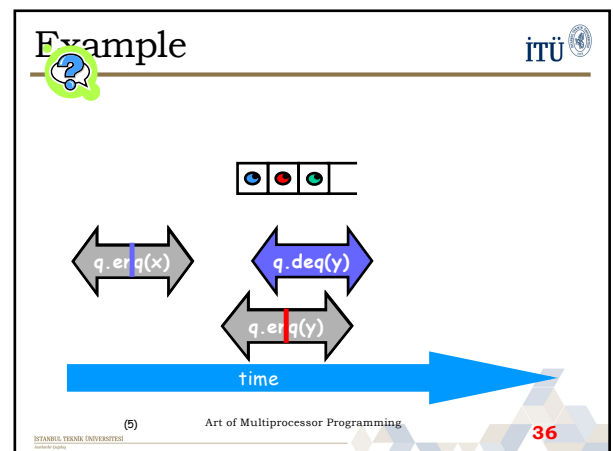 Example
İTÜ
q.enq(x)
q.deq(y)
q.enq(y)
time
(5)
Art of Multiprocessor Programming
36
İSTANBUL TEKNİK ÜNİVERSİTESİ